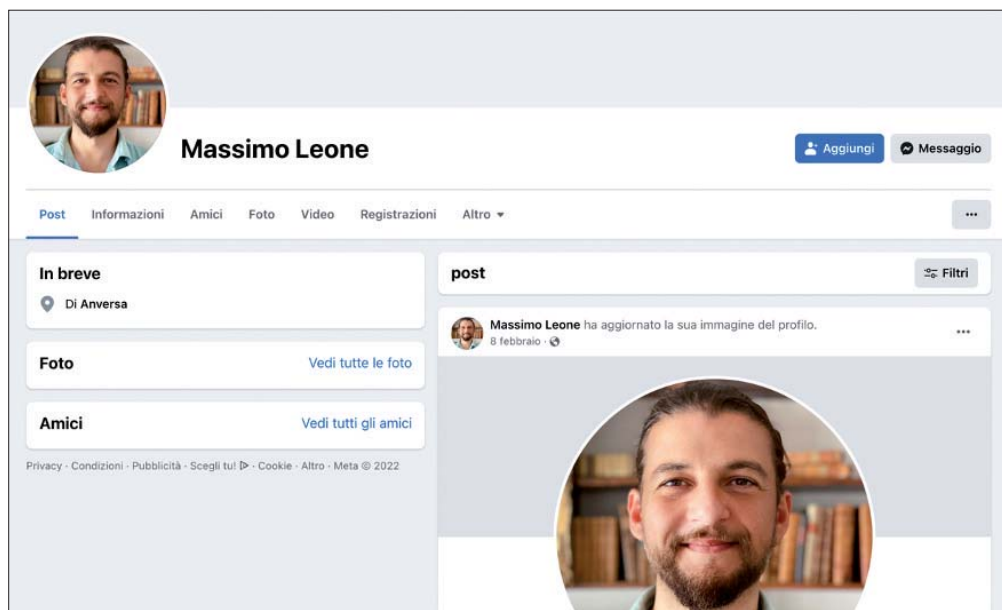 Massimo Leone
Aggiungi
Messaggio
Post Informazioni Amici Foto Video Registrazioni Altro
In breve
Di Anversa
Foto Vedi tutte le foto
Amici Vedi tutti gli amici
Privacy · Condizioni · Pubblicità · Scegli tu! · Cookie · Altro · Meta © 2022
post Filtri
Massimo Leone ha aggiornato la sua immagine del profilo.
8 febbraio ·